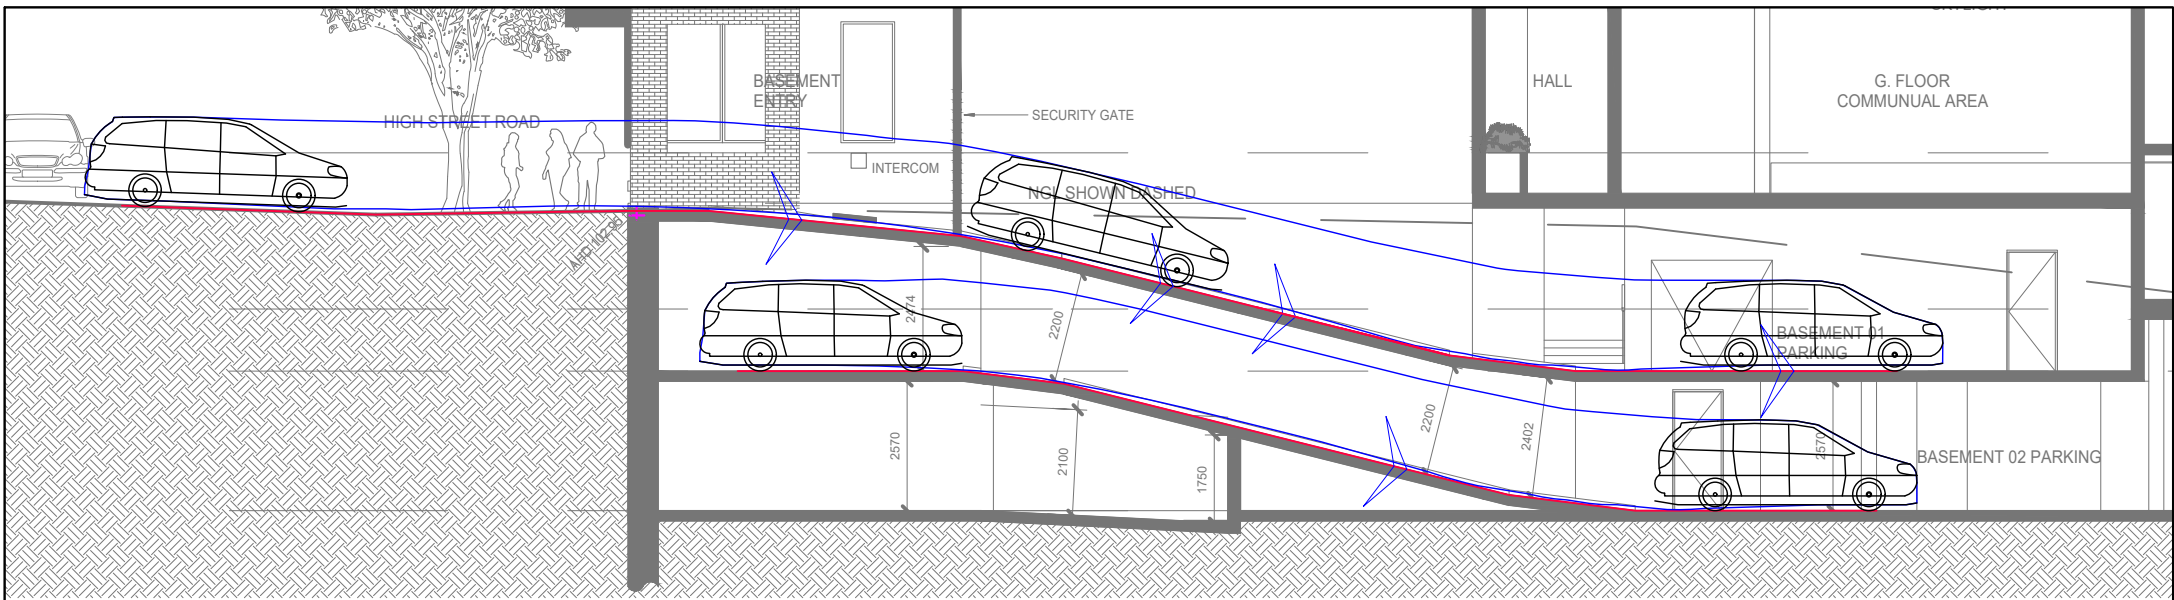 HIGH STREET ROAD
BASEMENT
ENTRY
SECURITY GATE
INTERCOM
NGL SHOWN DASHED
HALL
G. FLOOR
COMMUNUAL AREA
2474
2200
BASEMENT 01
PARKING
2570
2100
1750
2200
2402
2570
BASEMENT 02 PARKING